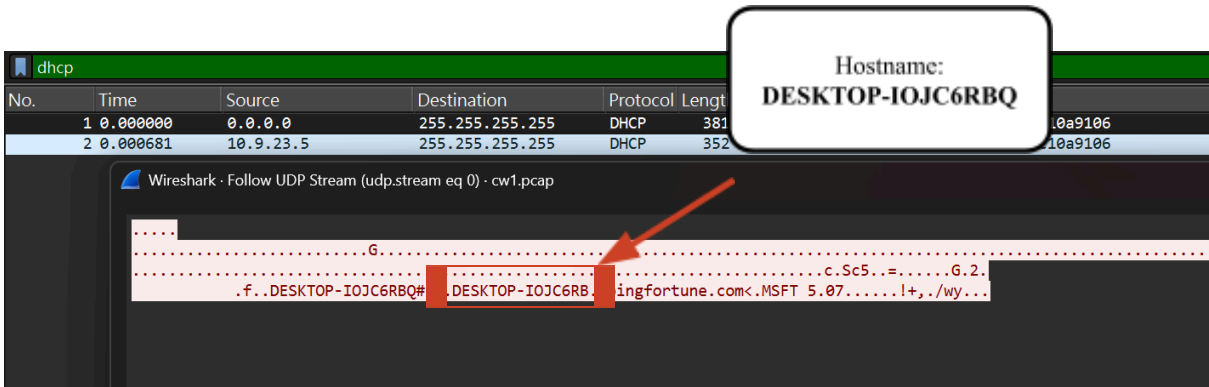 Hostname:
DESKTOP-IOJC6RBQ
dhcp
No. Time Source Destination Protocol Lengt
1 0.000000 0.0.0.0 255.255.255.255 DHCP 381 10a9106
2 0.000681 10.9.23.5 255.255.255.255 DHCP 352 10a9106
Wireshark · Follow UDP Stream (udp.stream eq 0) · cw1.pcap
.....
..........................G..........................................................................................
...........................................................................c.Sc5..=......G.2.
.f..DESKTOP-IOJC6RBQ# .DESKTOP-IOJC6RB. ingfortune.com<.MSFT 5.07......!+,./wy...